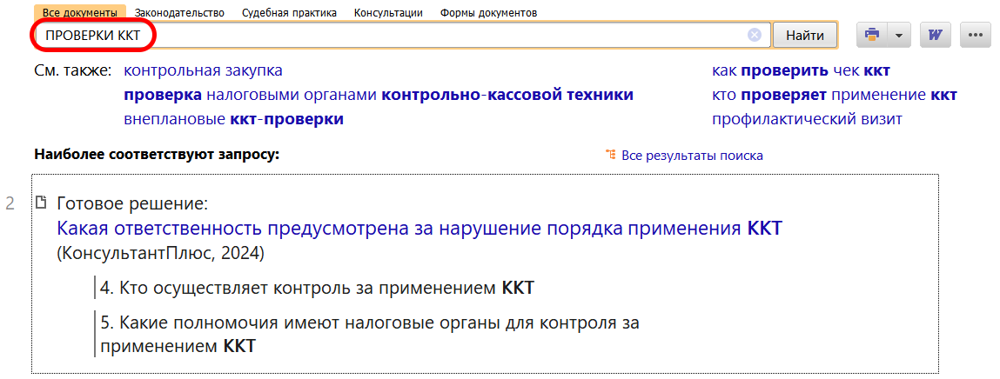 Все документы Законодательство Судебная практика Консультации Формы документов
ПРОВЕРКИ ККТ Найти W
См. также: контрольная закупка как проверить чек ккт
проверка налоговыми органами контрольно-кассовой техники кто проверяет применение ккт
внеплановые ккт-проверки профилактический визит
Наиболее соответствуют запросу: Все результаты поиска
2 Готовое решение:
Какая ответственность предусмотрена за нарушение порядка применения ККТ
(КонсультантПлюс, 2024)
4. Кто осуществляет контроль за применением ККТ
5. Какие полномочия имеют налоговые органы для контроля за
применением ККТ